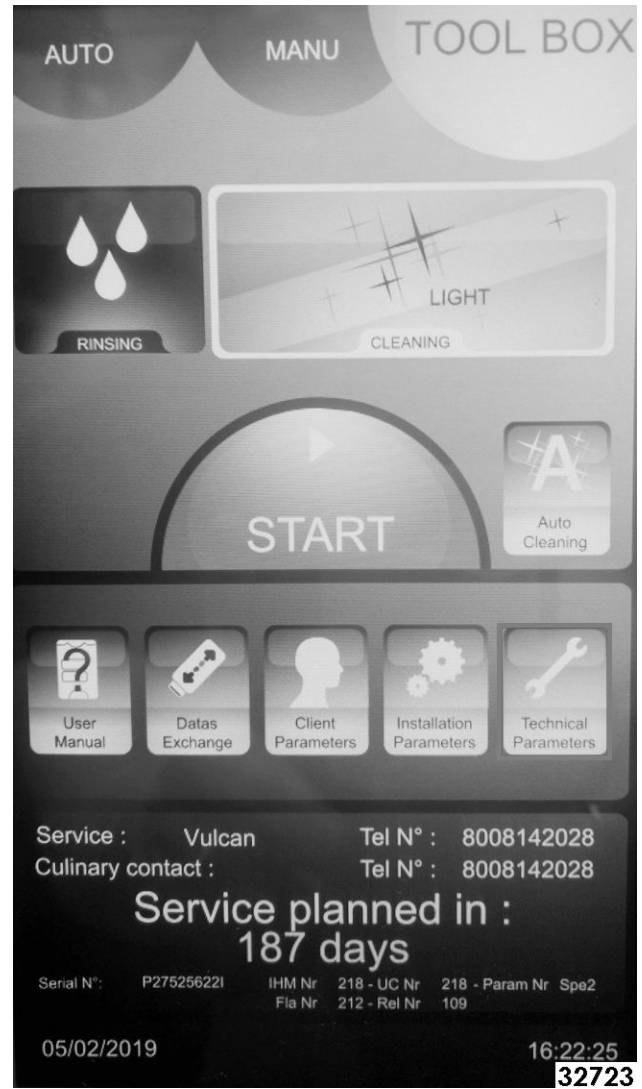 AUTO
MANU
TOOL BOX
RINSING
LIGHT
CLEANING
START
A
Auto
Cleaning
?
User
Manual
Datas
Exchange
Client
Parameters
Installation
Parameters
Technical
Parameters
Service : Vulcan Tel N° : 8008142028
Culinary contact : Tel N° : 8008142028
Service planned in :
187 days
Serial N°: P27525622I IHM Nr 218 - UC Nr 218 - Param Nr Spe2
Fla Nr 212 - Rel Nr 109
05/02/2019 16:22:25
32723